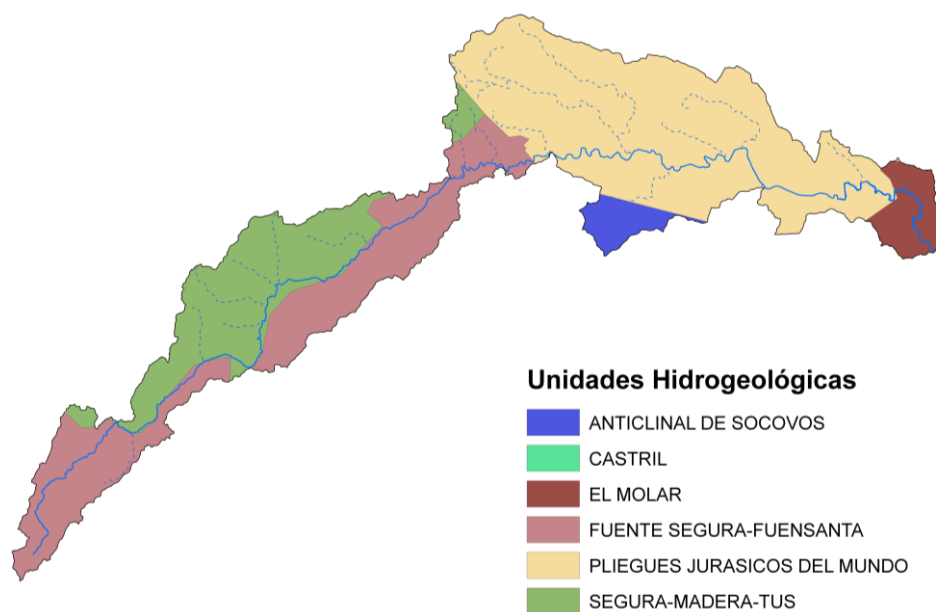 Unidades Hidrogeológicas
ANTICLINAL DE SOCOVOS
CASTRIL
EL MOLAR
FUENTE SEGURA-FUENSANTA
PLIEGUES JURASICOS DEL MUNDO
SEGURA-MADERA-TUS